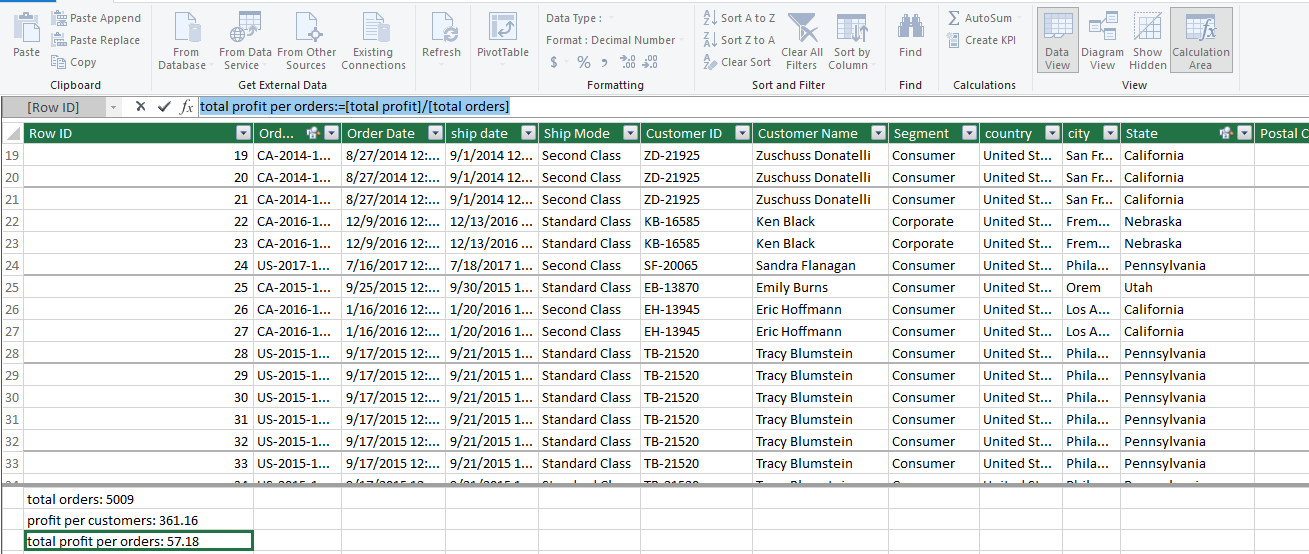 Paste
Paste Append
Paste Replace
Copy
Clipboard
From Database
From Data Service
From Other Sources
Existing Connections
Get External Data
Refresh
PivotTable
Data Type :
Format : Decimal Number
$ % , .0 .00 .00 .0
Formatting
Sort A to Z
Sort Z to A
Clear Sort
Clear All Filters
Sort by Column
Sort and Filter
Find
Find
AutoSum
Create KPI
Calculations
Data View
Diagram View
Show Hidden
Calculation Area
View
[Row ID] fx total profit per orders:=[total profit]/[total orders]
Row ID Ord... Order Date ship date Ship Mode Customer ID Customer Name Segment country city State Postal C
19 19 CA-2014-1... 8/27/2014 12:... 9/1/2014 12... Second Class ZD-21925 Zuschuss Donatelli Consumer United St... San Fr... California
20 20 CA-2014-1... 8/27/2014 12:... 9/1/2014 12... Second Class ZD-21925 Zuschuss Donatelli Consumer United St... San Fr... California
21 21 CA-2014-1... 8/27/2014 12:... 9/1/2014 12... Second Class ZD-21925 Zuschuss Donatelli Consumer United St... San Fr... California
22 22 CA-2016-1... 12/9/2016 12:... 12/13/2016 ... Standard Class KB-16585 Ken Black Corporate United St... Frem... Nebraska
23 23 CA-2016-1... 12/9/2016 12:... 12/13/2016 ... Standard Class KB-16585 Ken Black Corporate United St... Frem... Nebraska
24 24 US-2017-1... 7/16/2017 12:... 7/18/2017 1... Second Class SF-20065 Sandra Flanagan Consumer United St... Phila... Pennsylvania
25 25 CA-2015-1... 9/25/2015 12:... 9/30/2015 1... Standard Class EB-13870 Emily Burns Consumer United St... Orem Utah
26 26 CA-2016-1... 1/16/2016 12:... 1/20/2016 1... Second Class EH-13945 Eric Hoffmann Consumer United St... Los A... California
27 27 CA-2016-1... 1/16/2016 12:... 1/20/2016 1... Second Class EH-13945 Eric Hoffmann Consumer United St... Los A... California
28 28 US-2015-1... 9/17/2015 12:... 9/21/2015 1... Standard Class TB-21520 Tracy Blumstein Consumer United St... Phila... Pennsylvania
29 29 US-2015-1... 9/17/2015 12:... 9/21/2015 1... Standard Class TB-21520 Tracy Blumstein Consumer United St... Phila... Pennsylvania
30 30 US-2015-1... 9/17/2015 12:... 9/21/2015 1... Standard Class TB-21520 Tracy Blumstein Consumer United St... Phila... Pennsylvania
31 31 US-2015-1... 9/17/2015 12:... 9/21/2015 1... Standard Class TB-21520 Tracy Blumstein Consumer United St... Phila... Pennsylvania
32 32 US-2015-1... 9/17/2015 12:... 9/21/2015 1... Standard Class TB-21520 Tracy Blumstein Consumer United St... Phila... Pennsylvania
33 33 US-2015-1... 9/17/2015 12:... 9/21/2015 1... Standard Class TB-21520 Tracy Blumstein Consumer United St... Phila... Pennsylvania
total orders: 5009
profit per customers: 361.16
total profit per orders: 57.18